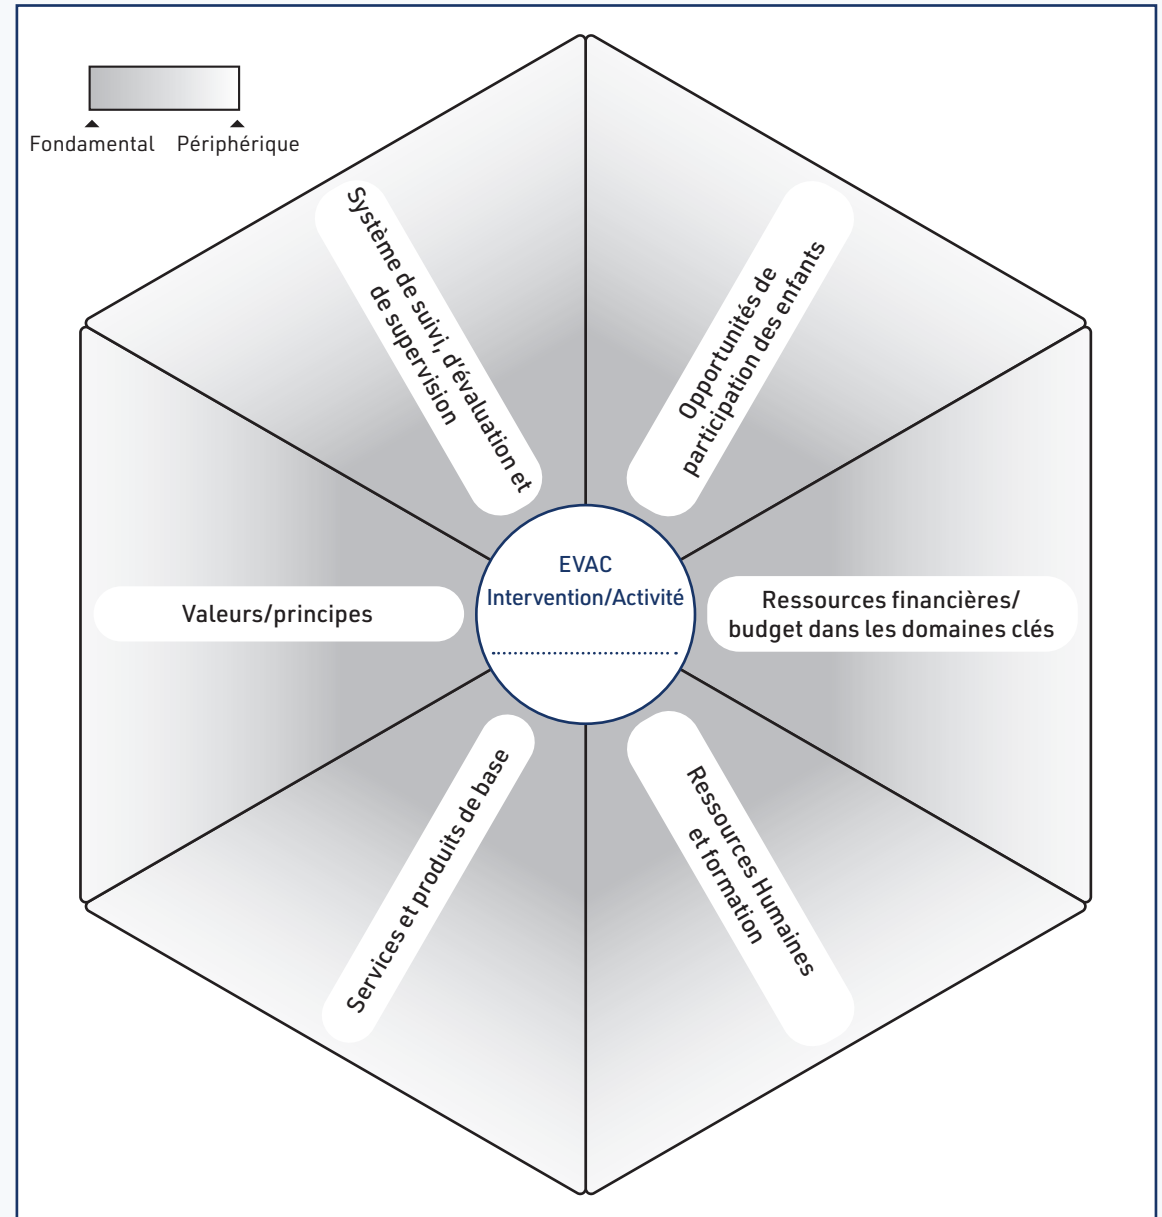 Fondamental
Périphérique
Système de suivi, d'évaluation et
de supervision
Opportunités de
participation des enfants
Valeurs/principes
EVAC
Intervention/Activité
Ressources financières/
budget dans les domaines clés
Services et produits de base
Ressources Humaines
et formation